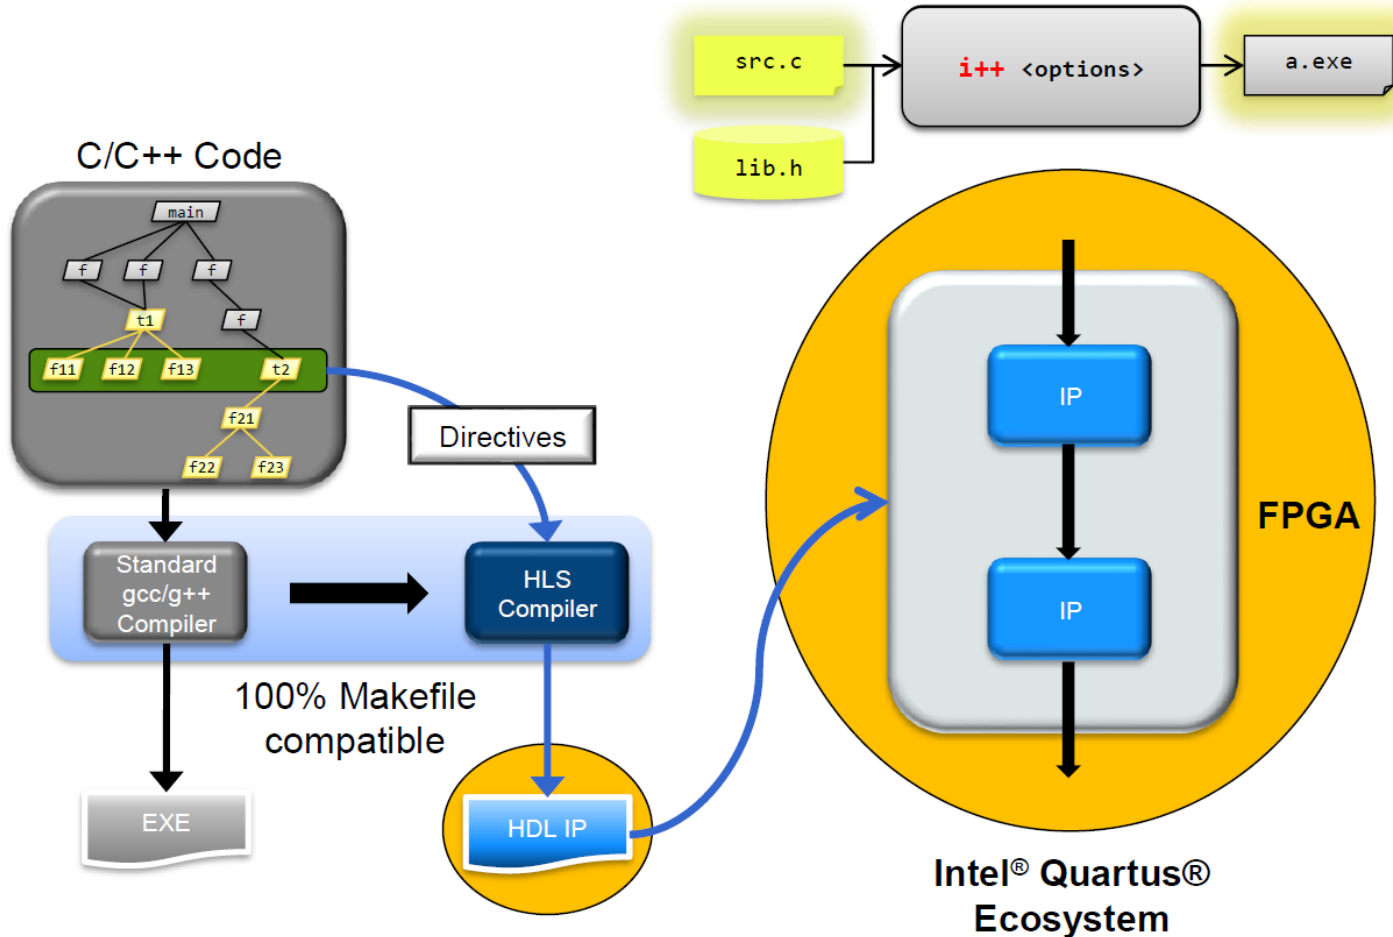 src.c
i++ <options>
a.exe
lib.h
C/C++ Code
main
f
f
f
t1
f
f11
f12
f13
t2
f21
f22
f23
Directives
Standard
gcc/g++
Compiler
HLS
Compiler
100% Makefile
compatible
EXE
HDL IP
IP
IP
FPGA
Intel® Quartus®
Ecosystem